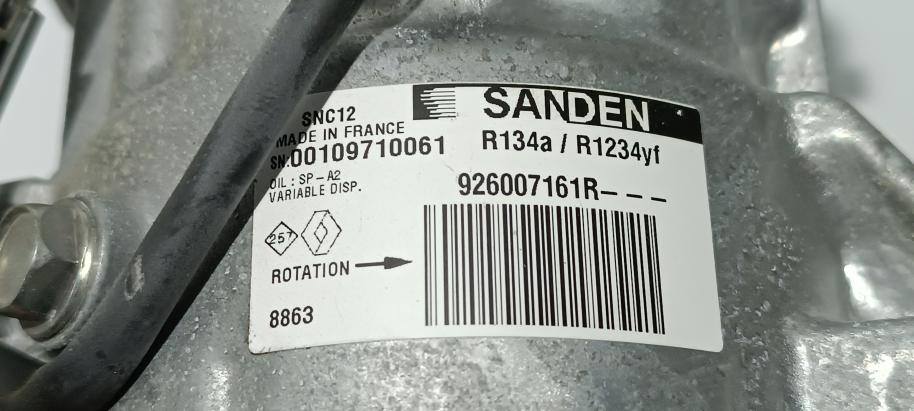 SANDEN
SNC12
MADE IN FRANCE
SN:00109710061
R134a / R1234yf
OIL : SP-A2
VARIABLE DISP.
926007161R---
257
ROTATION
8863